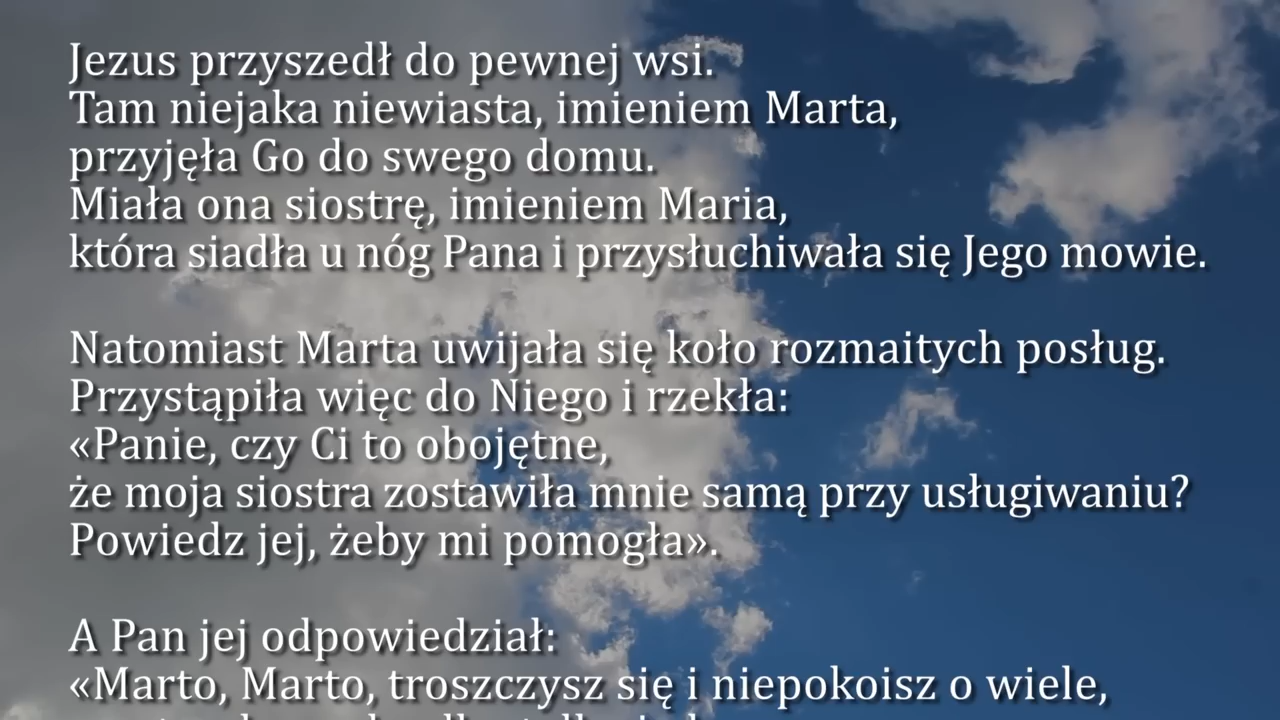 Jezus przyszedł do pewnej wsi.
Tam niejaka niewiasta, imieniem Marta,
przyjęła Go do swego domu.
Miała ona siostrę, imieniem Maria,
która siadła u nóg Pana i przysłuchiwała się Jego mowie.
Natomiast Marta uwijała się koło rozmaitych posług.
Przystąpiła więc do Niego i rzekła:
«Panie, czy Ci to obojętne,
że moja siostra zostawiła mnie samą przy usługiwaniu?
Powiedz jej, żeby mi pomogła».
A Pan jej odpowiedział:
«Marto, Marto, troszczysz się i niepokoisz o wiele,